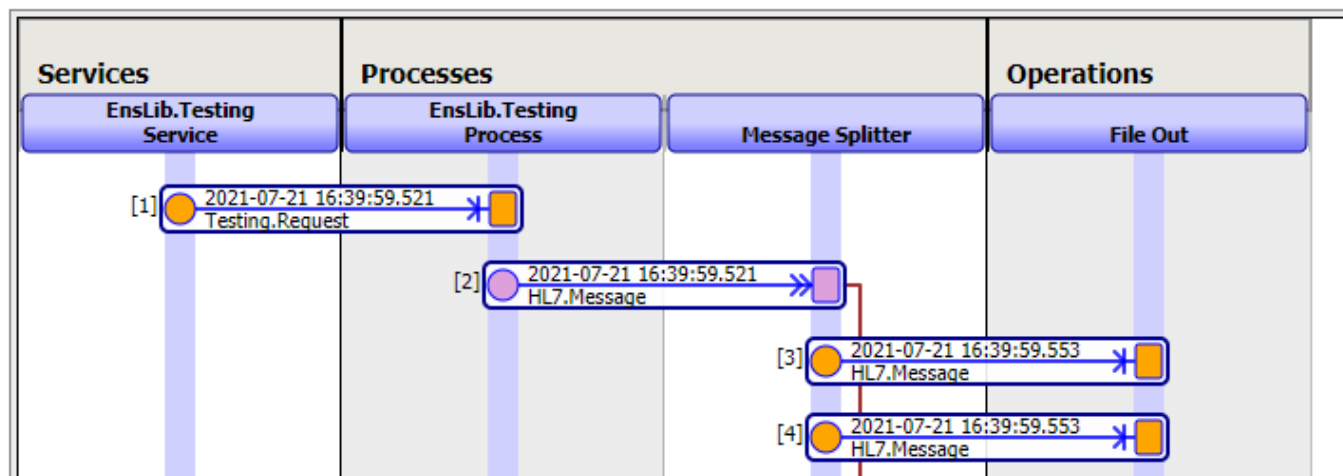 Services
Processes
Operations
EnsLib.Testing
Service
EnsLib.Testing
Process
Message Splitter
File Out
[1]
2021-07-21 16:39:59.521
Testing.Request
[2]
2021-07-21 16:39:59.521
HL7.Message
[3]
2021-07-21 16:39:59.553
HL7.Message
[4]
2021-07-21 16:39:59.553
HL7.Message